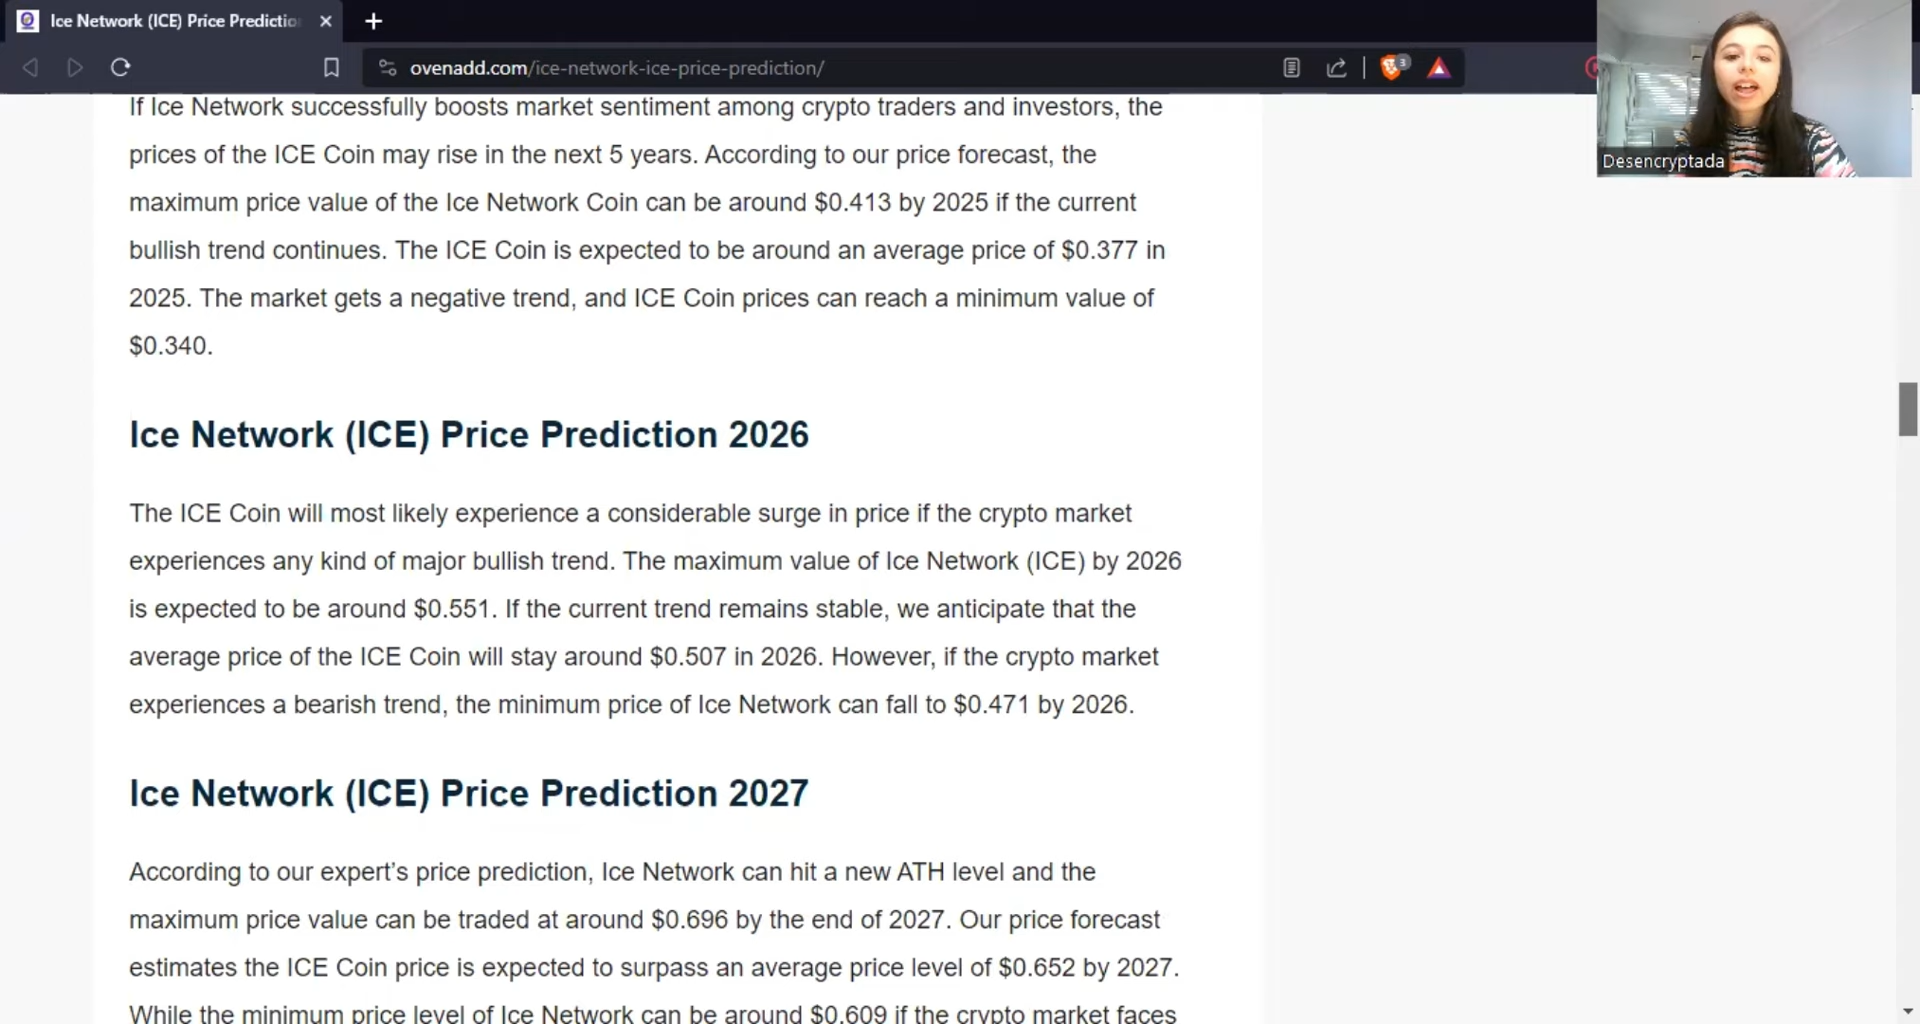 Ice Network (ICE) Price Predictio
ovenadd.com/ice-network-ice-price-prediction/
3
Desencryptada
If Ice Network successfully boosts market sentiment among crypto traders and investors, the
prices of the ICE Coin may rise in the next 5 years. According to our price forecast, the
maximum price value of the Ice Network Coin can be around $0.413 by 2025 if the current
bullish trend continues. The ICE Coin is expected to be around an average price of $0.377 in
2025. The market gets a negative trend, and ICE Coin prices can reach a minimum value of
$0.340.
Ice Network (ICE) Price Prediction 2026
The ICE Coin will most likely experience a considerable surge in price if the crypto market
experiences any kind of major bullish trend. The maximum value of Ice Network (ICE) by 2026
is expected to be around $0.551. If the current trend remains stable, we anticipate that the
average price of the ICE Coin will stay around $0.507 in 2026. However, if the crypto market
experiences a bearish trend, the minimum price of Ice Network can fall to $0.471 by 2026.
Ice Network (ICE) Price Prediction 2027
According to our expert’s price prediction, Ice Network can hit a new ATH level and the
maximum price value can be traded at around $0.696 by the end of 2027. Our price forecast
estimates the ICE Coin price is expected to surpass an average price level of $0.652 by 2027.
While the minimum price level of Ice Network can be around $0.609 if the crypto market faces